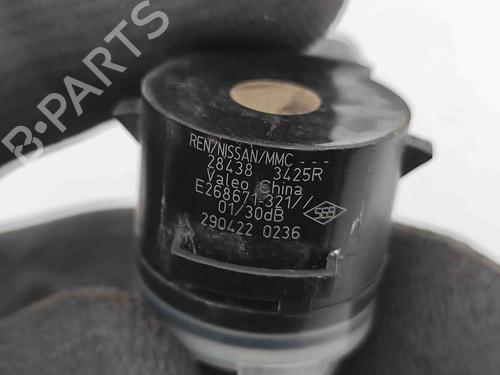 REN/NISSAN/MMC ---
28438 3425R
Valeo China
E268671-321//
01/30dB
290422 0236
B-PARTS